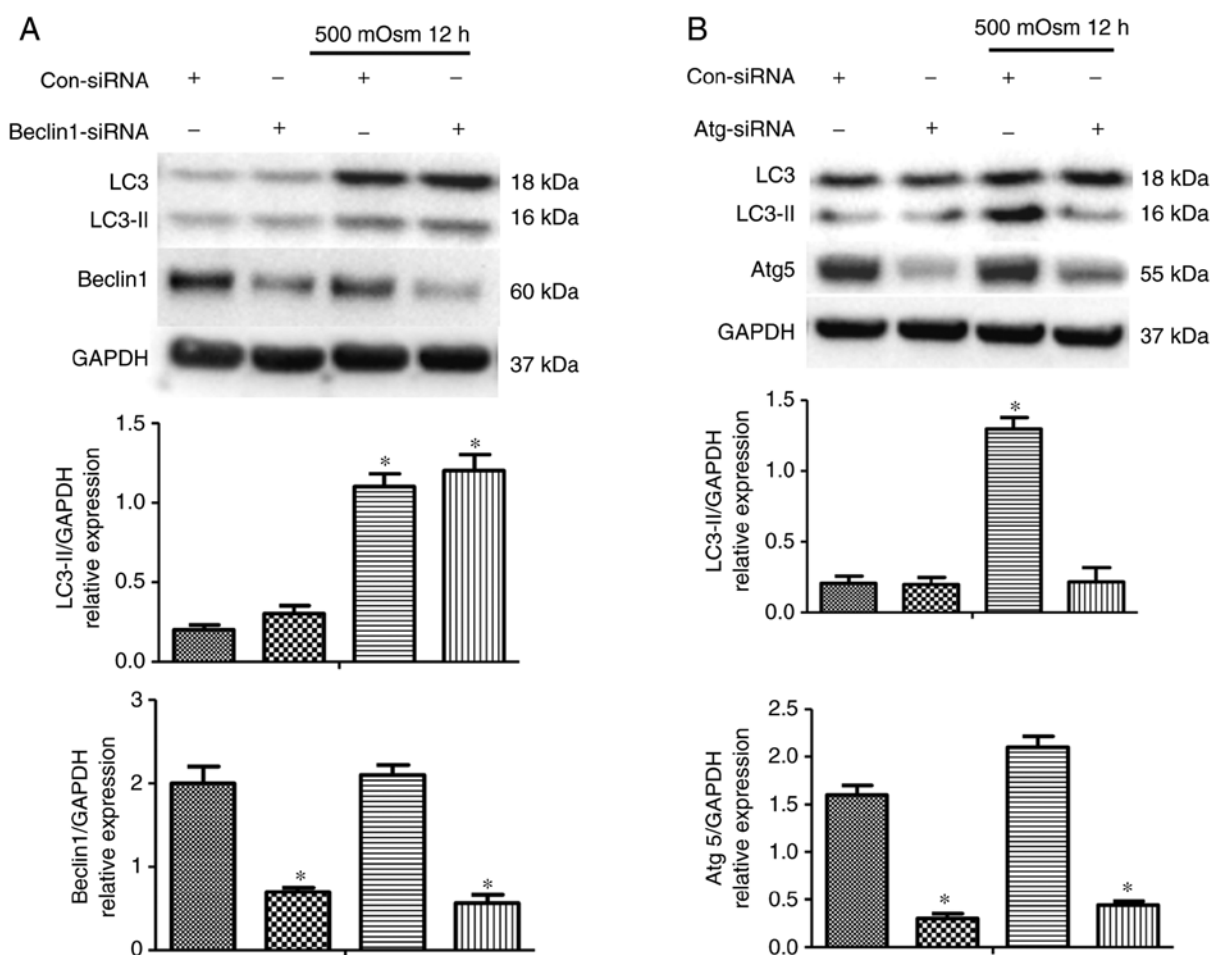 A
500 mOsm 12 h
Con-siRNA + – + –
Beclin1-siRNA – + – +
LC3 18 kDa
LC3-II 16 kDa
Beclin1 60 kDa
GAPDH 37 kDa
LC3-II/GAPDH
relative expression
1.5
1.0
0.5
0.0
* *
Beclin1/GAPDH
relative expression
3
2
1
0
* *
B
500 mOsm 12 h
Con-siRNA + – + –
Atg-siRNA – + – +
LC3 18 kDa
LC3-II 16 kDa
Atg5 55 kDa
GAPDH 37 kDa
LC3-II/GAPDH
relative expression
1.5
1.0
0.5
0.0
*
Atg 5/GAPDH
relative expression
2.5
2.0
1.5
1.0
0.5
0.0
* *